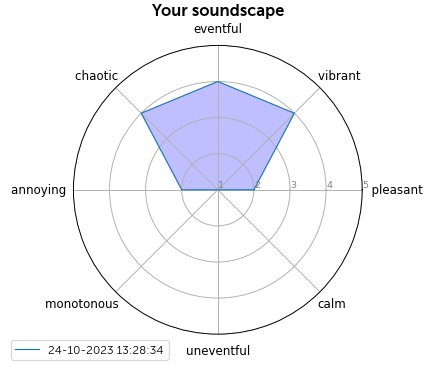 Your soundscape
eventful
chaotic
vibrant
annoying
1 2 3 4 5
pleasant
monotonous
calm
uneventful
24-10-2023 13:28:34